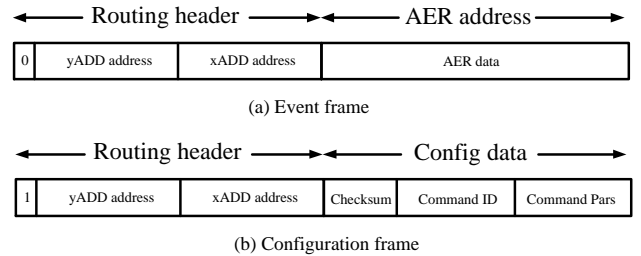 Routing header AER address
0 yADD address xADD address AER data
(a) Event frame
Routing header Config data
1 yADD address xADD address Checksum Command ID Command Pars
(b) Configuration frame